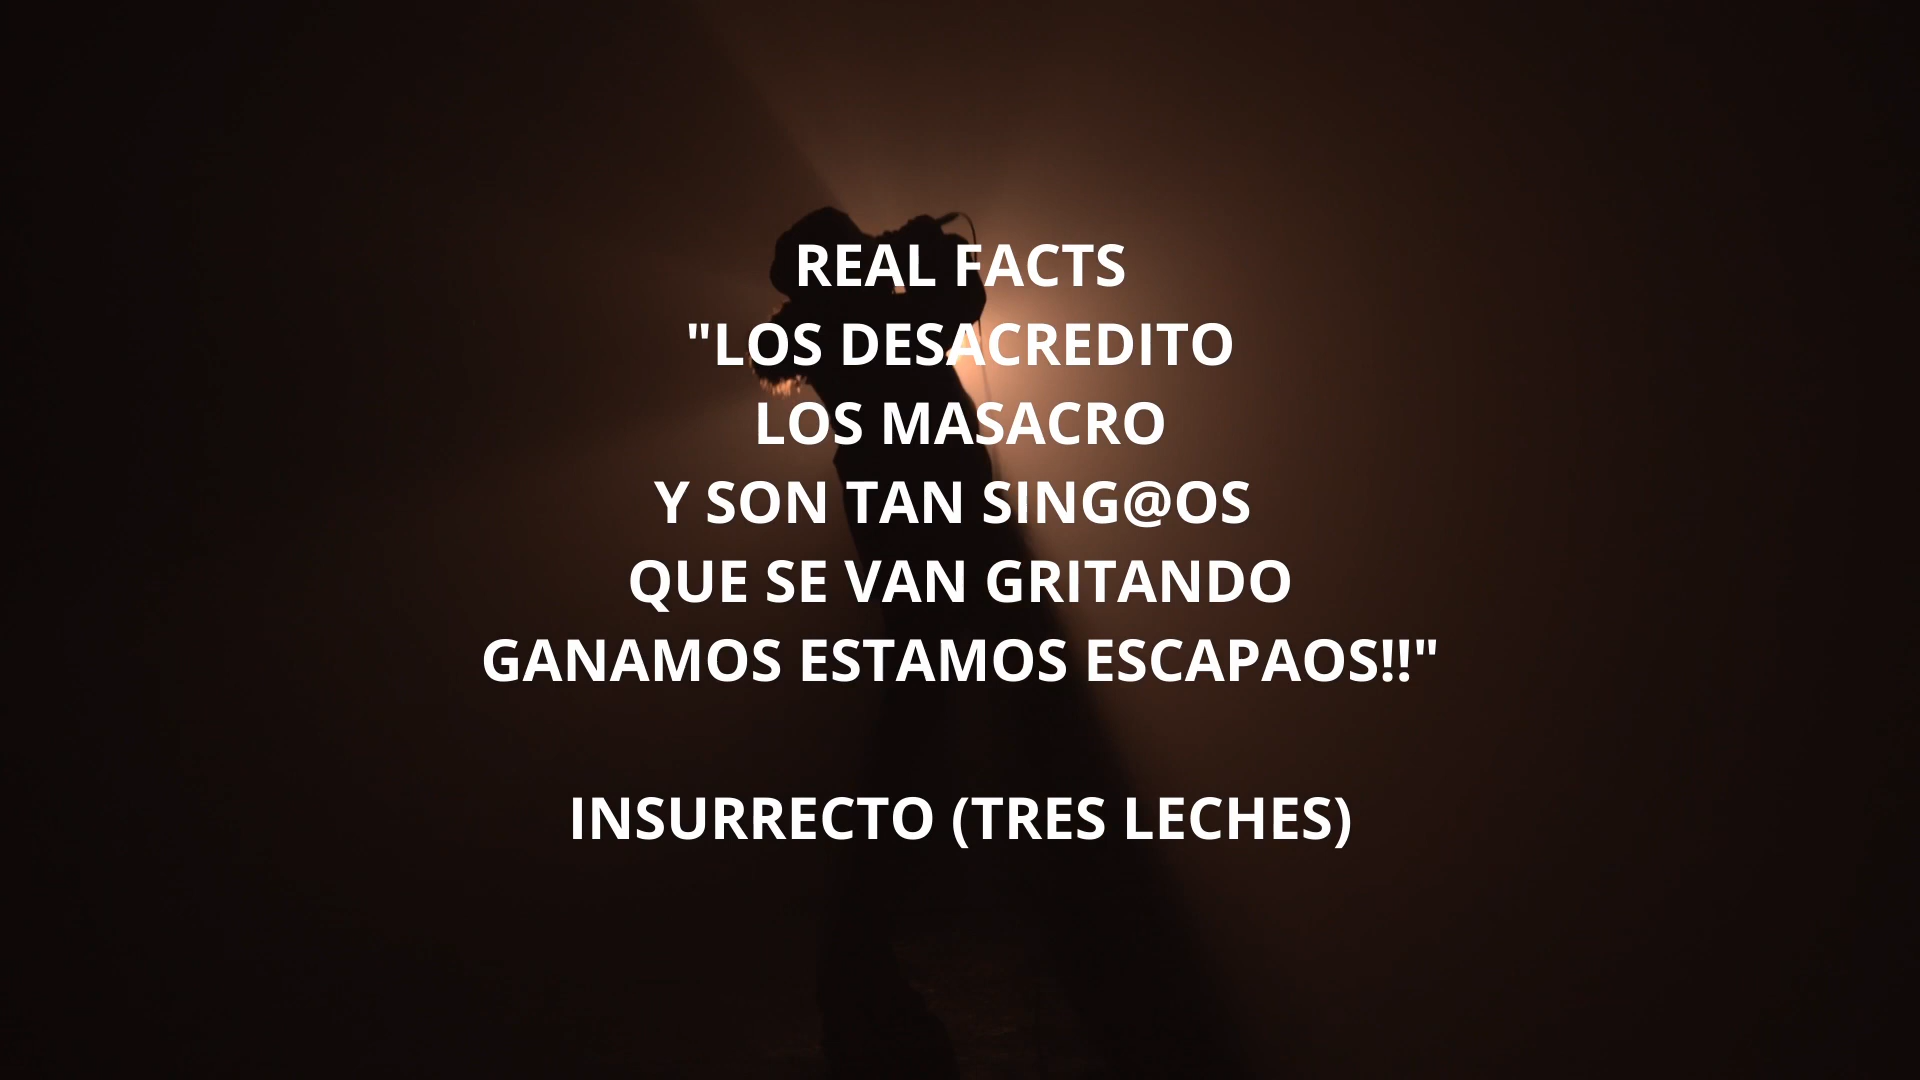 REAL FACTS
"LOS DESACREDITO
LOS MASACRO
Y SON TAN SING@OS
QUE SE VAN GRITANDO
GANAMOS ESTAMOS ESCAPAOS!!"
INSURRECTO (TRES LECHES)